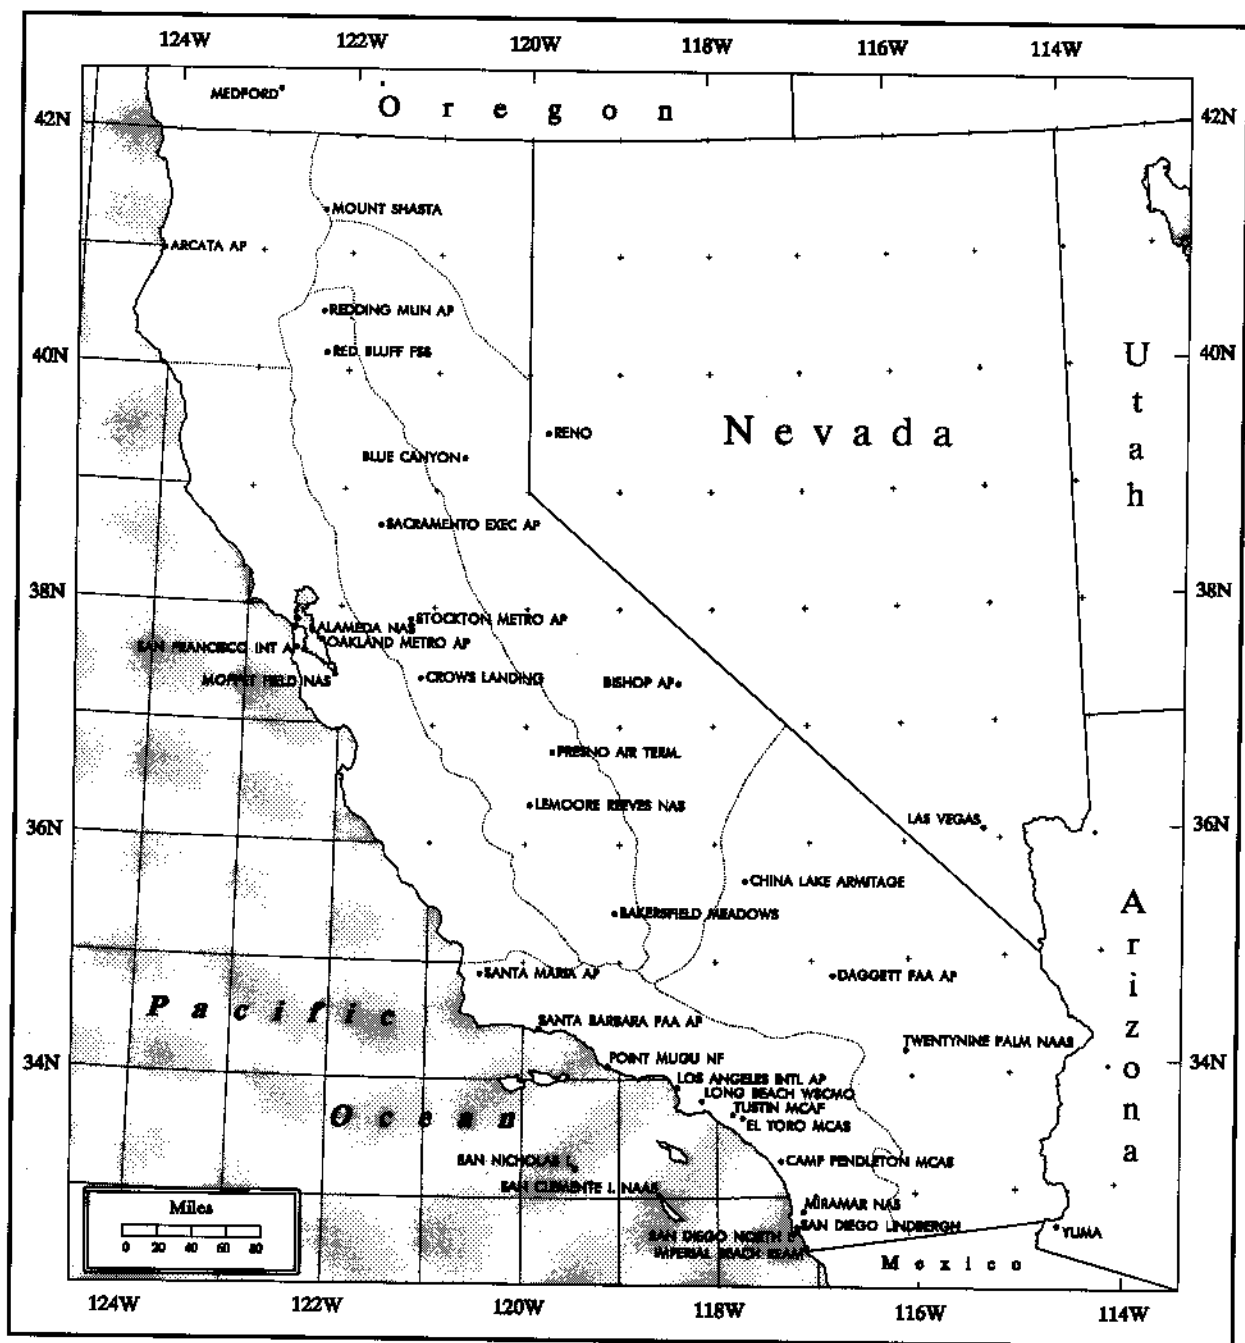 124W 122W 120W 118W 116W 114W
MEDFORD
Oregon
42N 42N
MOUNT SHASTA
ARCATA AP
REDDING MUN AP
RED BLUFF FSS
40N 40N
Utah
Nevada
RENO
BLUE CANYON
SACRAMENTO EXEC AP
38N 38N
STOCKTON METRO AP
ALAMEDA NAS
OAKLAND METRO AP
SAN FRANCISCO INT AP
CROWS LANDING
MOFFET FIELD NAS
BISHOP AP
FRESNO AIR TERM.
LEMOORE REEVES NAS
LAS VEGAS
36N 36N
CHINA LAKE ARMITAGE
BAKERSFIELD MEADOWS
Arizona
SANTA MARIA AP
DAGGETT FAA AP
Pacific
SANTA BARBARA FAA AP
TWENTYNINE PALM NAAS
34N 34N
POINT MUGU NF
LOS ANGELES INTL AP
LONG BEACH WSCMO
TUSTIN MCAF
Ocean
EL TORO MCAS
SAN NICHOLAS I.
CAMP PENDLETON MCAS
SAN CLEMENTE I. NAAS
MIRAMAR NAS
Miles
SAN DIEGO LINDBERGH
SAN DIEGO NORTH
YUMA
0 20 40 60 80
IMPERIAL BEACH REAM
Mexico
124W 122W 120W 118W 116W 114W